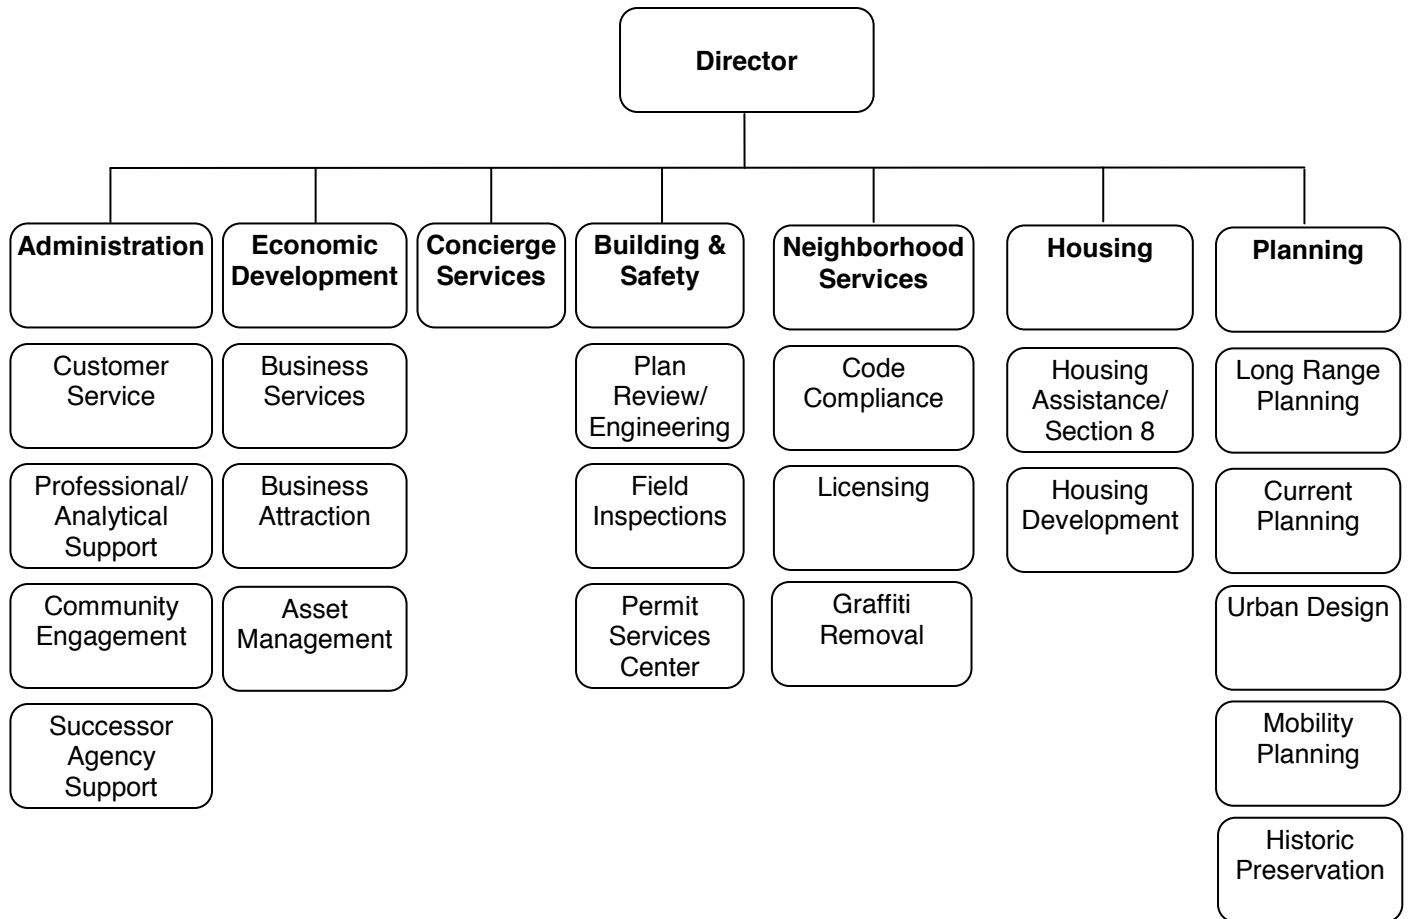 Director
Administration
Economic
Development
Concierge
Services
Building &
Safety
Neighborhood
Services
Housing
Planning
Customer
Service
Professional/
Analytical
Support
Community
Engagement
Successor
Agency
Support
Business
Services
Business
Attraction
Asset
Management
Plan
Review/
Engineering
Field
Inspections
Permit
Services
Center
Code
Compliance
Licensing
Graffiti
Removal
Housing
Assistance/
Section 8
Housing
Development
Long Range
Planning
Current
Planning
Urban Design
Mobility
Planning
Historic
Preservation